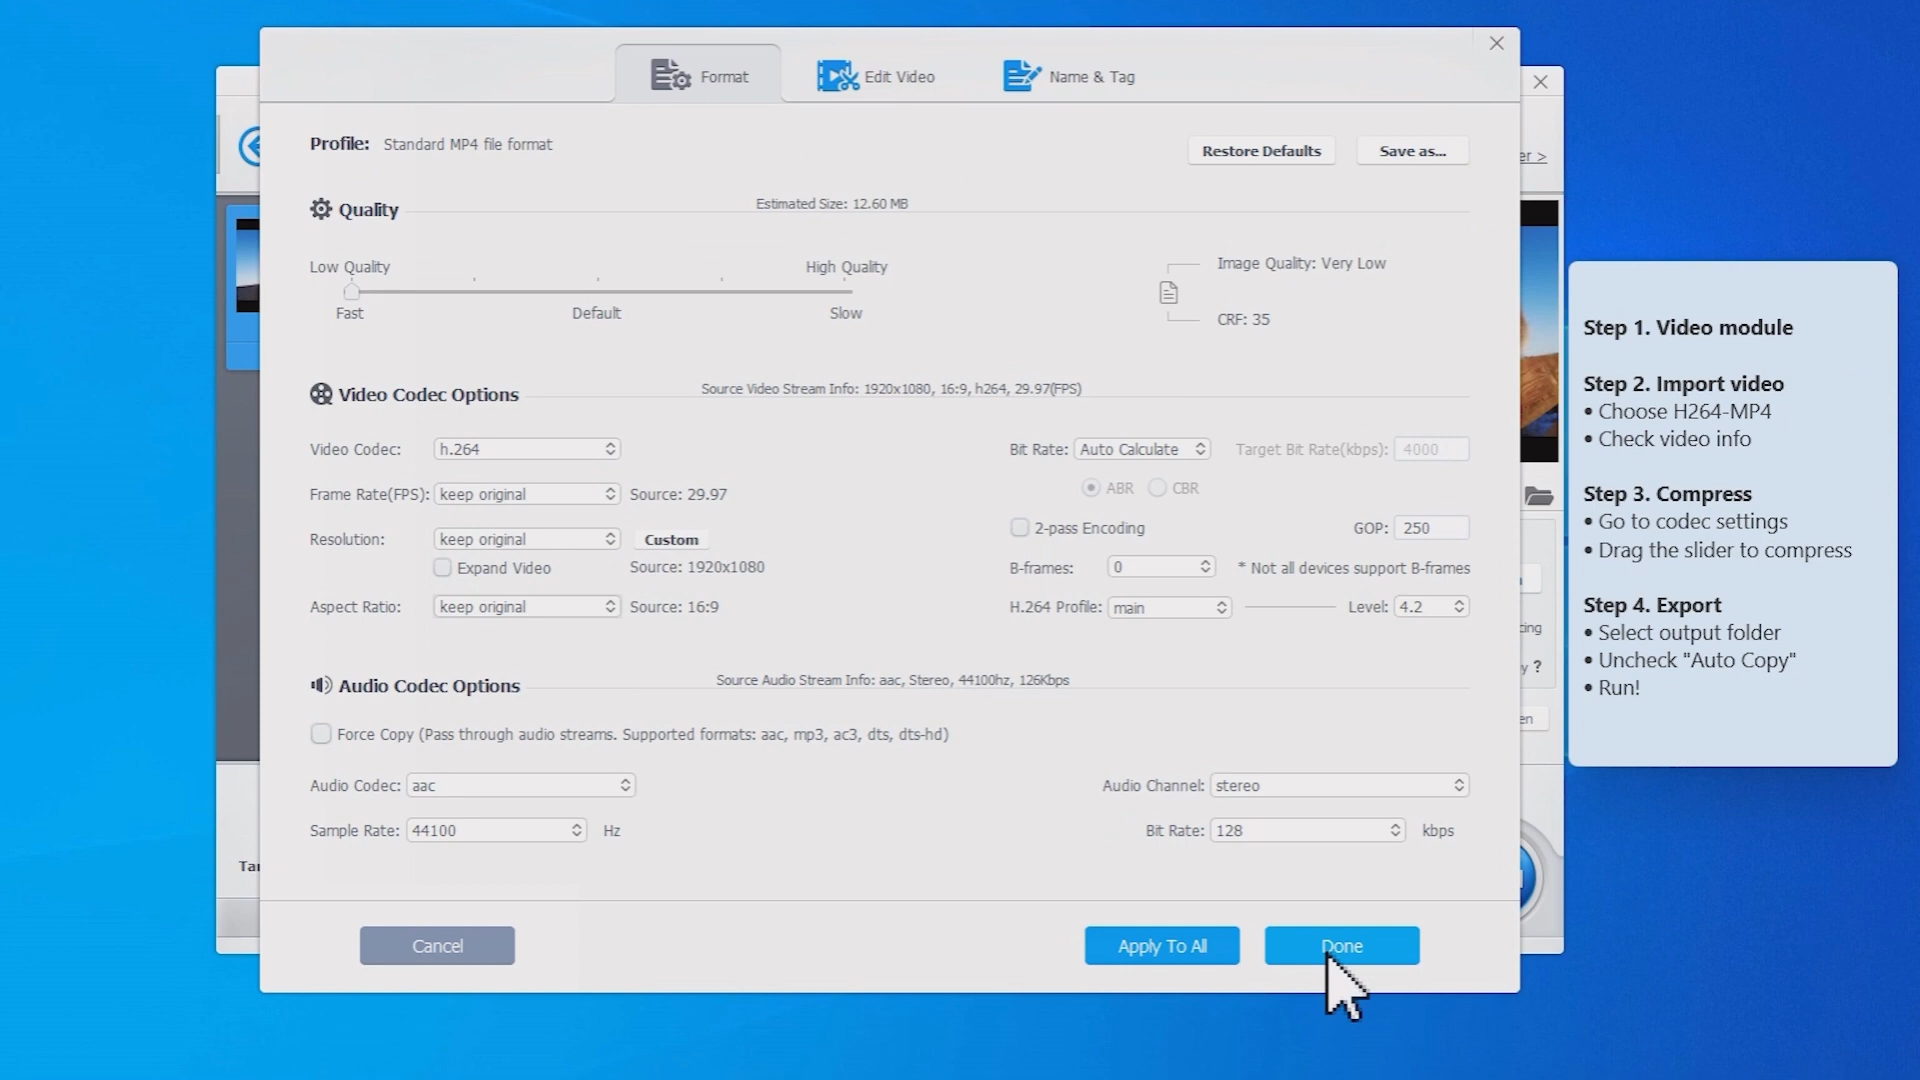 Format
Edit Video
Name & Tag
Profile: Standard MP4 file format
Restore Defaults
Save as...
er >
Quality
Estimated Size: 12.60 MB
Low Quality
High Quality
Fast
Default
Slow
Image Quality: Very Low
CRF: 35
Video Codec Options
Source Video Stream Info: 1920x1080, 16:9, h264, 29.97(FPS)
Video Codec: h.264
Bit Rate: Auto Calculate
Target Bit Rate(kbps): 4000
ABR
CBR
Frame Rate(FPS): keep original
Source: 29.97
2-pass Encoding
GOP: 250
Resolution: keep original
Custom
Expand Video
Source: 1920x1080
B-frames: 0
* Not all devices support B-frames
Aspect Ratio: keep original
Source: 16:9
H.264 Profile: main
Level: 4.2
Audio Codec Options
Source Audio Stream Info: aac, Stereo, 44100hz, 126Kbps
Force Copy (Pass through audio streams. Supported formats: aac, mp3, ac3, dts, dts-hd)
Audio Codec: aac
Audio Channel: stereo
Sample Rate: 44100 Hz
Bit Rate: 128 kbps
Cancel
Apply To All
Done
cing
y ?
en
Tar
Step 1. Video module
Step 2. Import video
• Choose H264-MP4
• Check video info
Step 3. Compress
• Go to codec settings
• Drag the slider to compress
Step 4. Export
• Select output folder
• Uncheck "Auto Copy"
• Run!